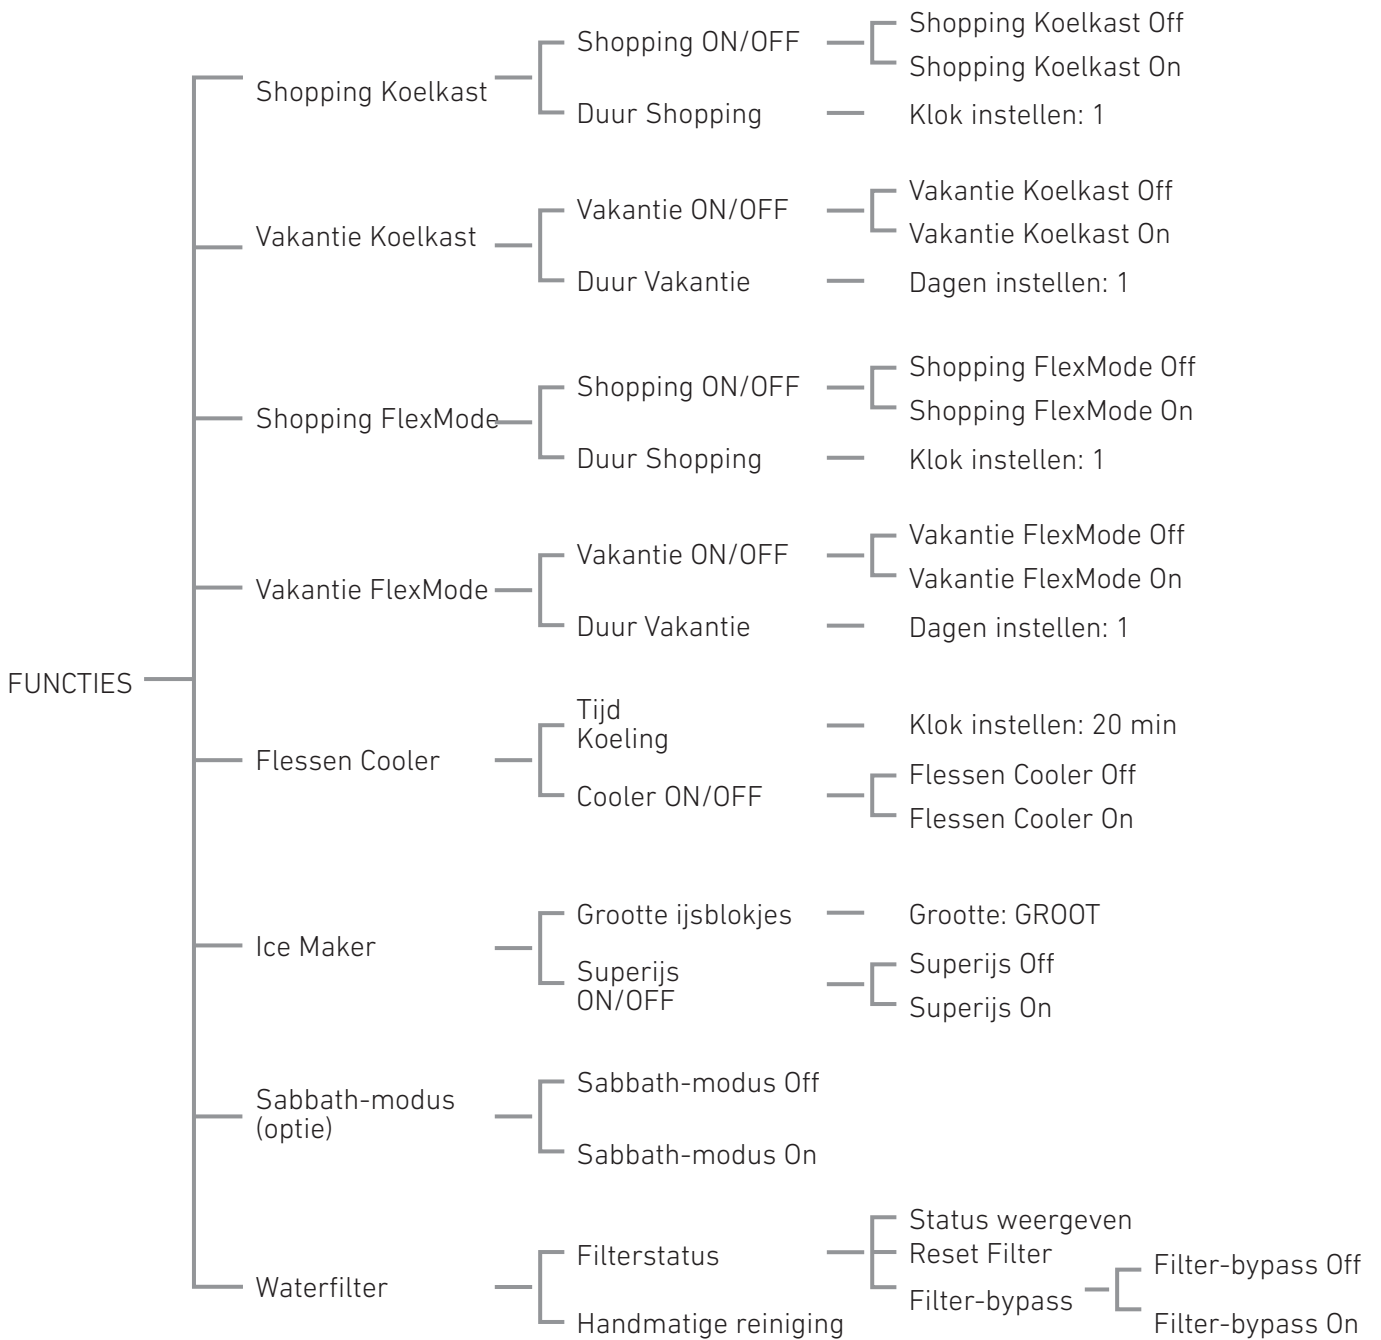 FUNCTIES
Shopping Koelkast
Shopping ON/OFF
Shopping Koelkast Off
Shopping Koelkast On
Duur Shopping
Klok instellen: 1
Vakantie Koelkast
Vakantie ON/OFF
Vakantie Koelkast Off
Vakantie Koelkast On
Duur Vakantie
Dagen instellen: 1
Shopping FlexMode
Shopping ON/OFF
Shopping FlexMode Off
Shopping FlexMode On
Duur Shopping
Klok instellen: 1
Vakantie FlexMode
Vakantie ON/OFF
Vakantie FlexMode Off
Vakantie FlexMode On
Duur Vakantie
Dagen instellen: 1
Flessen Cooler
Tijd
Koeling
Klok instellen: 20 min
Cooler ON/OFF
Flessen Cooler Off
Flessen Cooler On
Ice Maker
Grootte ijsblokjes
Grootte: GROOT
Superijs
ON/OFF
Superijs Off
Superijs On
Sabbath-modus
(optie)
Sabbath-modus Off
Sabbath-modus On
Waterfilter
Filterstatus
Status weergeven
Reset Filter
Filter-bypass
Filter-bypass Off
Filter-bypass On
Handmatige reiniging